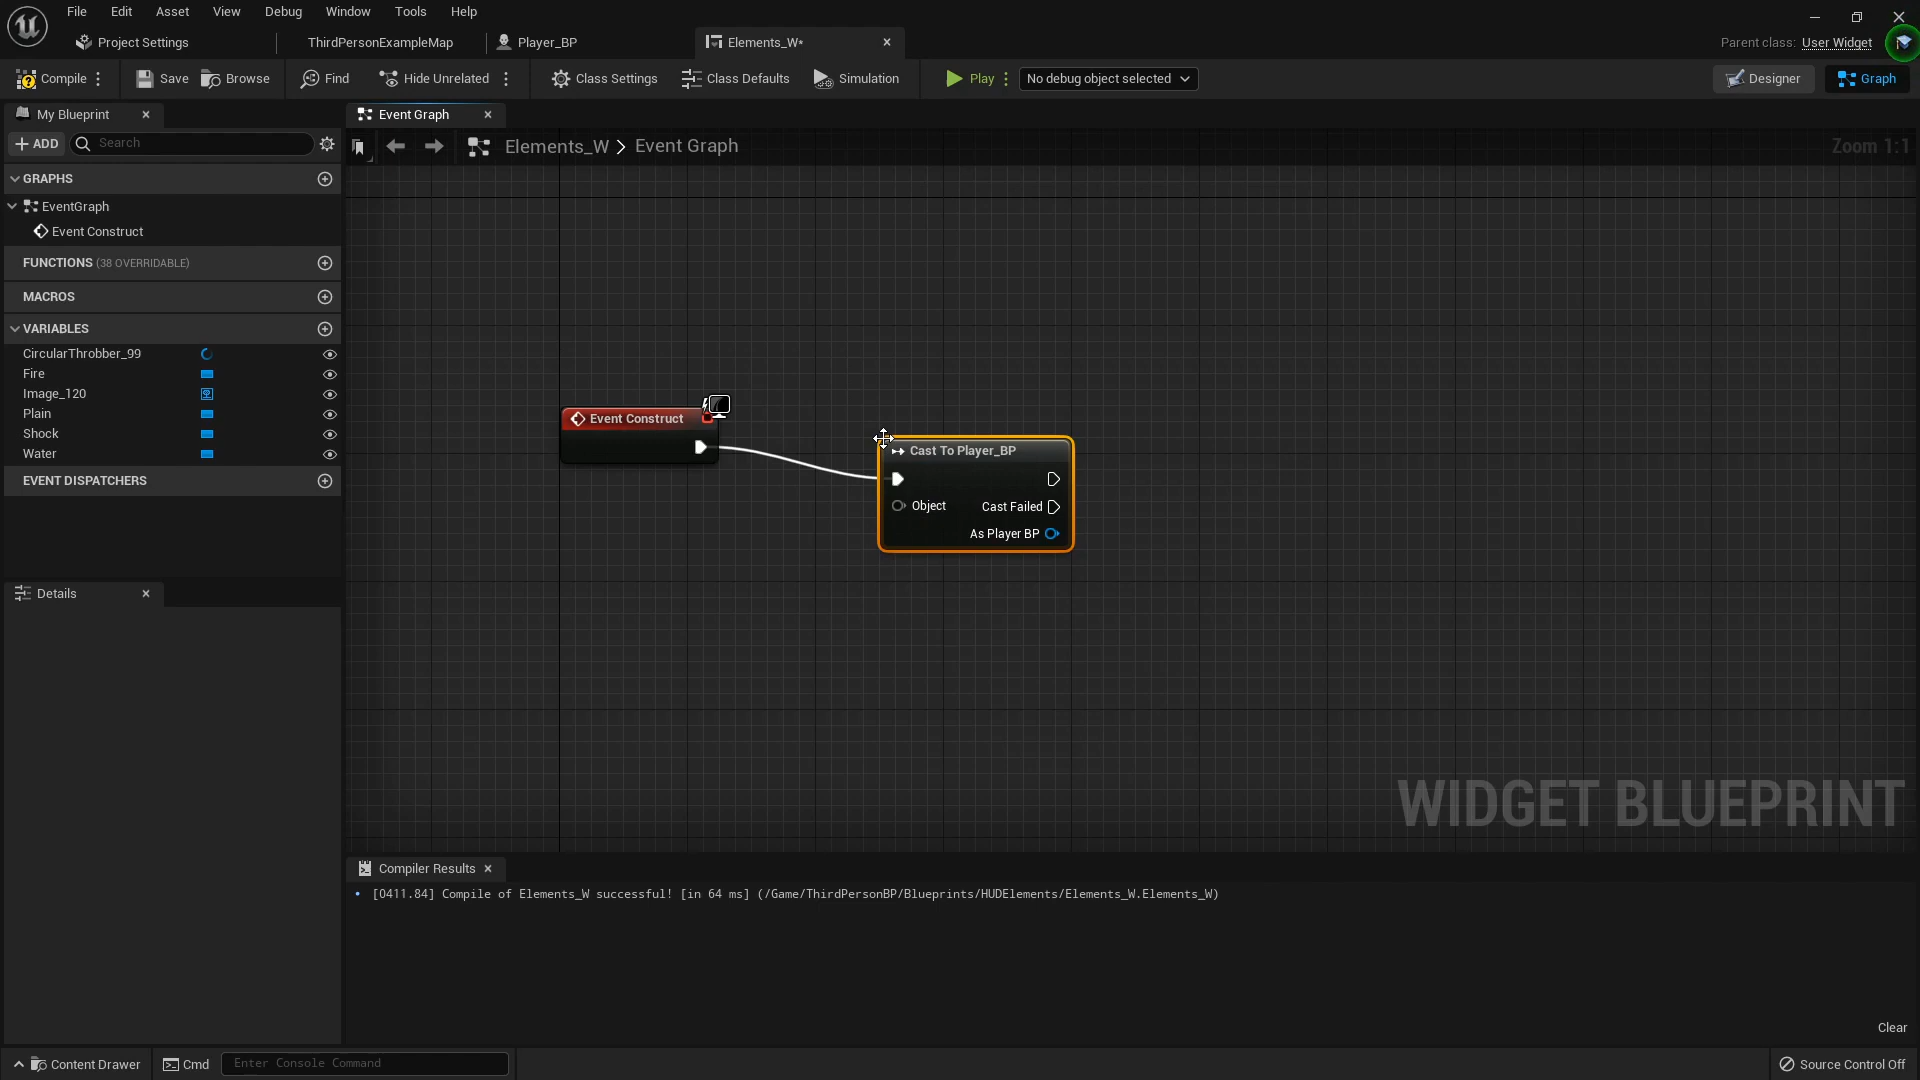 File Edit Asset View Debug Window Tools Help
Project Settings ThirdPersonExampleMap Player_BP Elements_W* Parent class: User Widget
Compile Save Browse Find Hide Unrelated Class Settings Class Defaults Simulation Play No debug object selected Designer Graph
My Blueprint
Event Graph
ADD Search
Elements_W > Event Graph Zoom 1:1
GRAPHS
EventGraph
Event Construct
FUNCTIONS (38 OVERRIDABLE)
MACROS
VARIABLES
CircularThrobber_99
Fire
Image_120
Plain
Shock
Water
EVENT DISPATCHERS
Details
Event Construct
Cast To Player_BP
Object Cast Failed
As Player BP
WIDGET BLUEPRINT
Compiler Results
• [0411.84] Compile of Elements_W successful! [in 64 ms] (/Game/ThirdPersonBP/Blueprints/HUDElements/Elements_W.Elements_W)
Clear
Content Drawer Cmd Enter Console Command Source Control Off